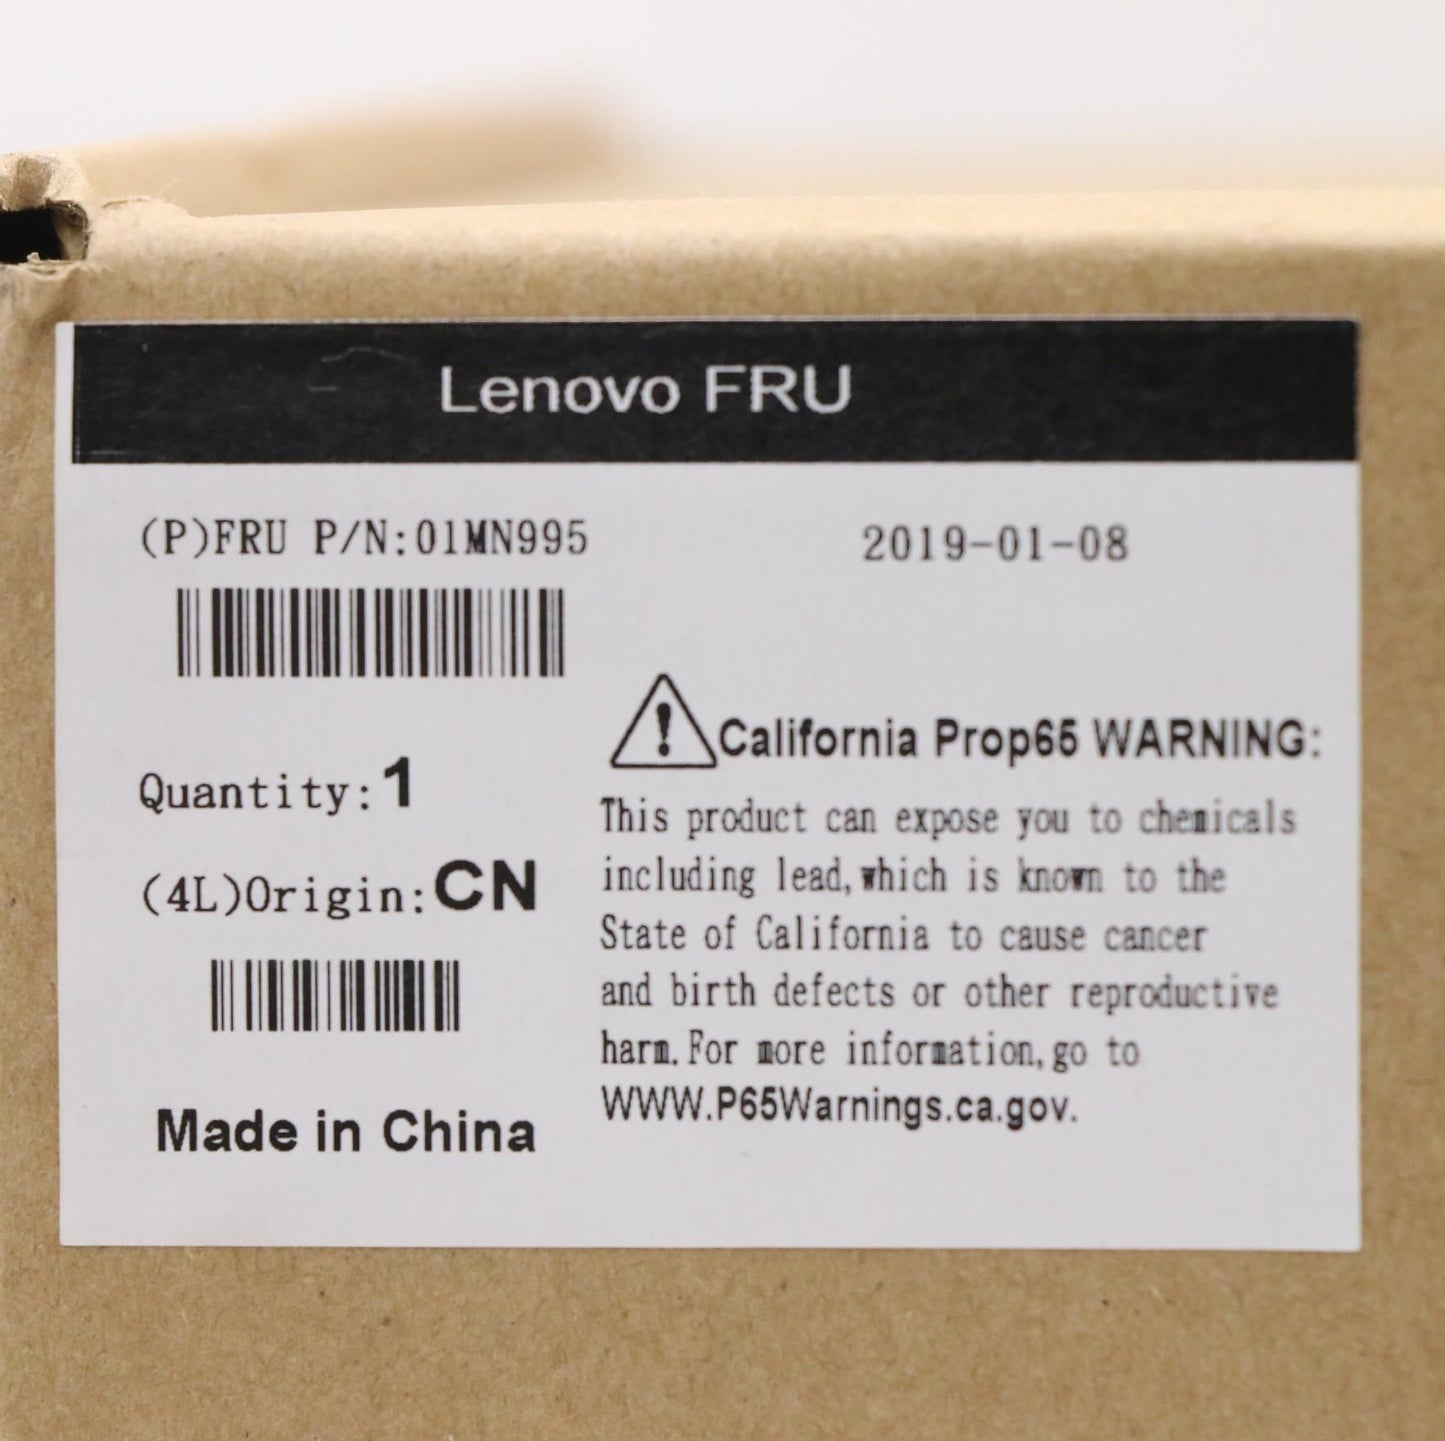 Lenovo FRU
(P)FRU P/N:01MN995
2019-01-08
Quantity:1
(4L)Origin:CN
Made in China
California Prop65 WARNING:
This product can expose you to chemicals
including lead,which is known to the
State of California to cause cancer
and birth defects or other reproductive
harm.For more information,go to
WWW.P65Warnings.ca.gov.